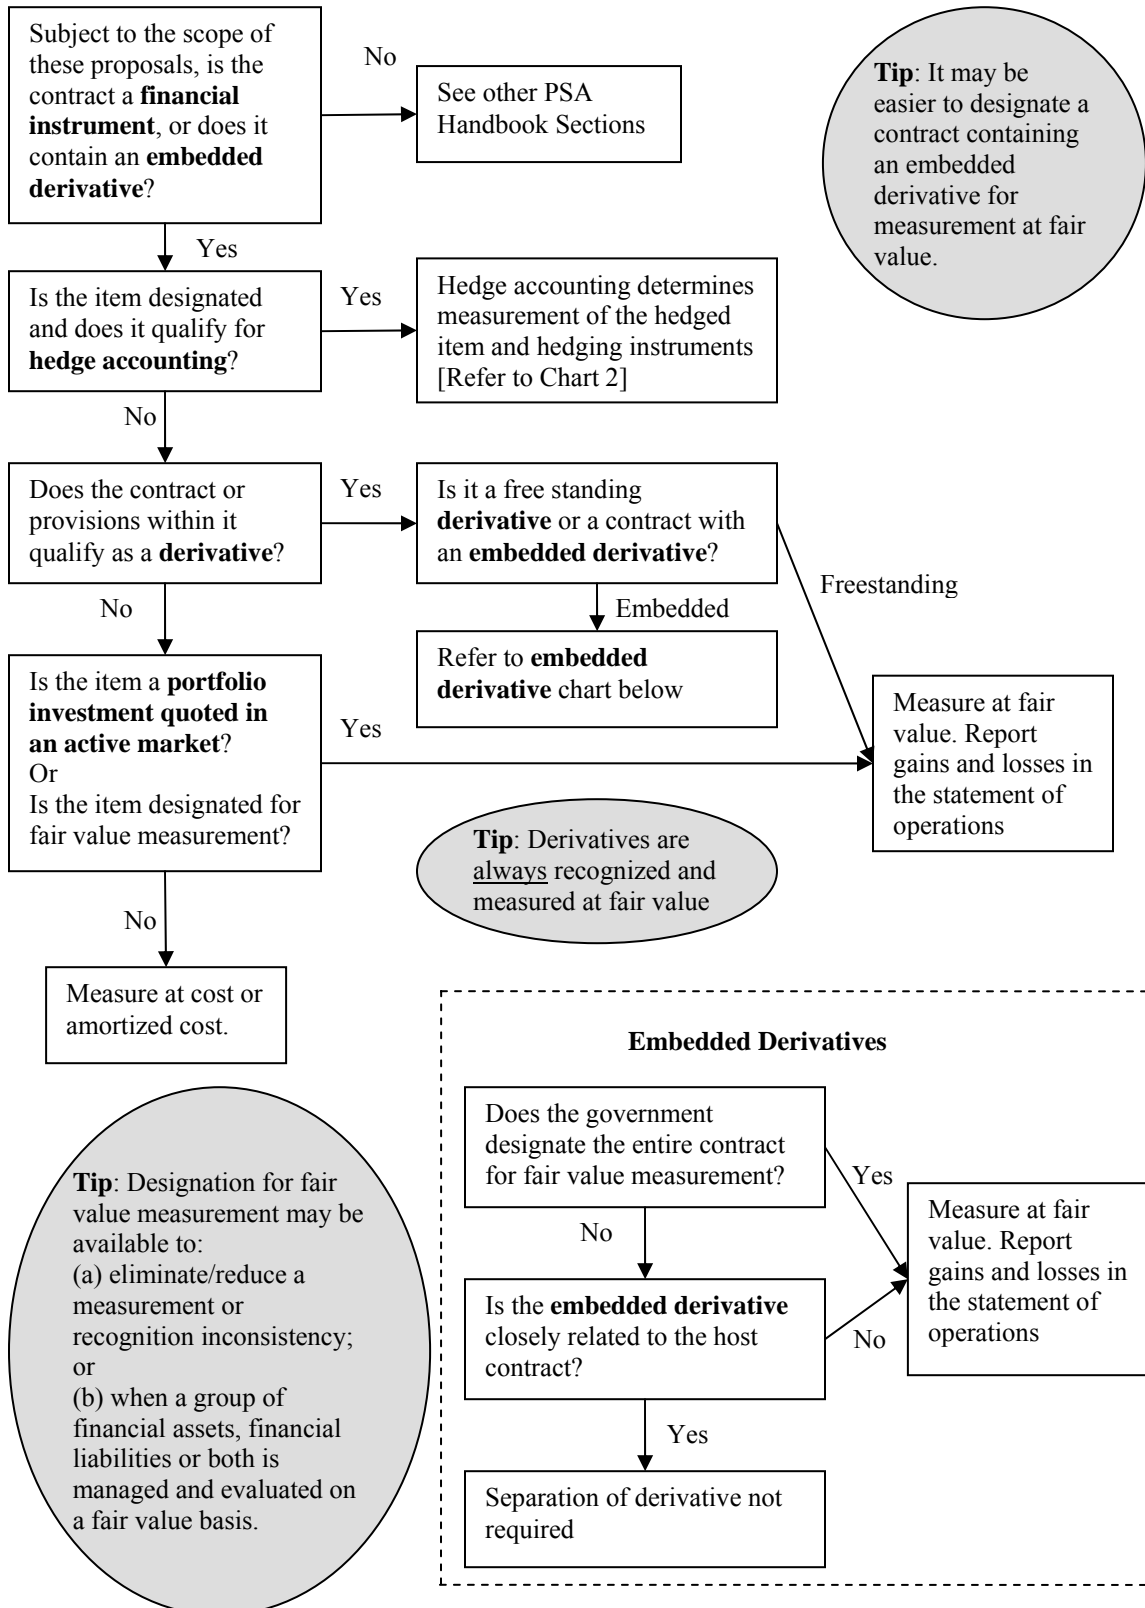 Subject to the scope of
these proposals, is the
contract a financial
instrument, or does it
contain an embedded
derivative?
No
See other PSA
Handbook Sections
Tip: It may be
easier to designate a
contract containing
an embedded
derivative for
measurement at fair
value.
Yes
Is the item designated
and does it qualify for
hedge accounting?
Yes
Hedge accounting determines
measurement of the hedged
item and hedging instruments
[Refer to Chart 2]
No
Does the contract or
provisions within it
qualify as a derivative?
Yes
Is it a free standing
derivative or a contract with
an embedded derivative?
Freestanding
No
Embedded
Refer to embedded
derivative chart below
Is the item a portfolio
investment quoted in
an active market?
Or
Is the item designated for
fair value measurement?
Yes
Measure at fair
value. Report
gains and losses in
the statement of
operations
Tip: Derivatives are
always recognized and
measured at fair value
No
Measure at cost or
amortized cost.
Tip: Designation for fair
value measurement may be
available to:
(a) eliminate/reduce a
measurement or
recognition inconsistency;
or
(b) when a group of
financial assets, financial
liabilities or both is
managed and evaluated on
a fair value basis.
Embedded Derivatives
Does the government
designate the entire contract
for fair value measurement?
Yes
No
Measure at fair
value. Report
gains and losses in
the statement of
operations
Is the embedded derivative
closely related to the host
contract?
No
Yes
Separation of derivative not
required